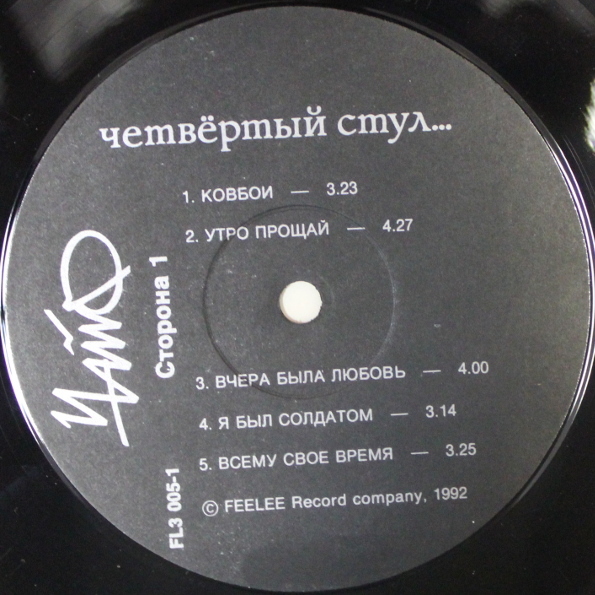 четвёртый стул...
1. КОВБОИ — 3.23
2. УТРО ПРОЩАЙ — 4.27
Чайф
Сторона 1
3. ВЧЕРА БЫЛА ЛЮБОВЬ — 4.00
4. Я БЫЛ СОЛДАТОМ — 3.14
5. ВСЕМУ СВОЕ ВРЕМЯ — 3.25
© FEELEE Record company, 1992
FL3 005-1